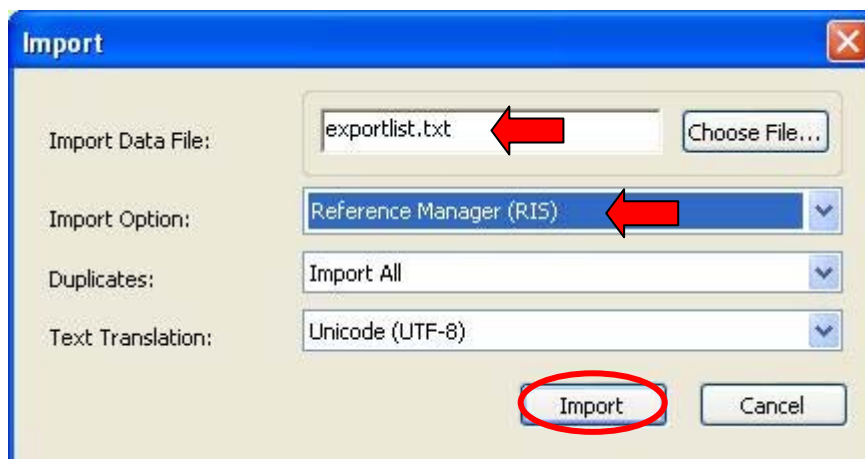 Import
Import Data File: exportlist.txt Choose File...
Import Option: Reference Manager (RIS)
Duplicates: Import All
Text Translation: Unicode (UTF-8)
Import Cancel